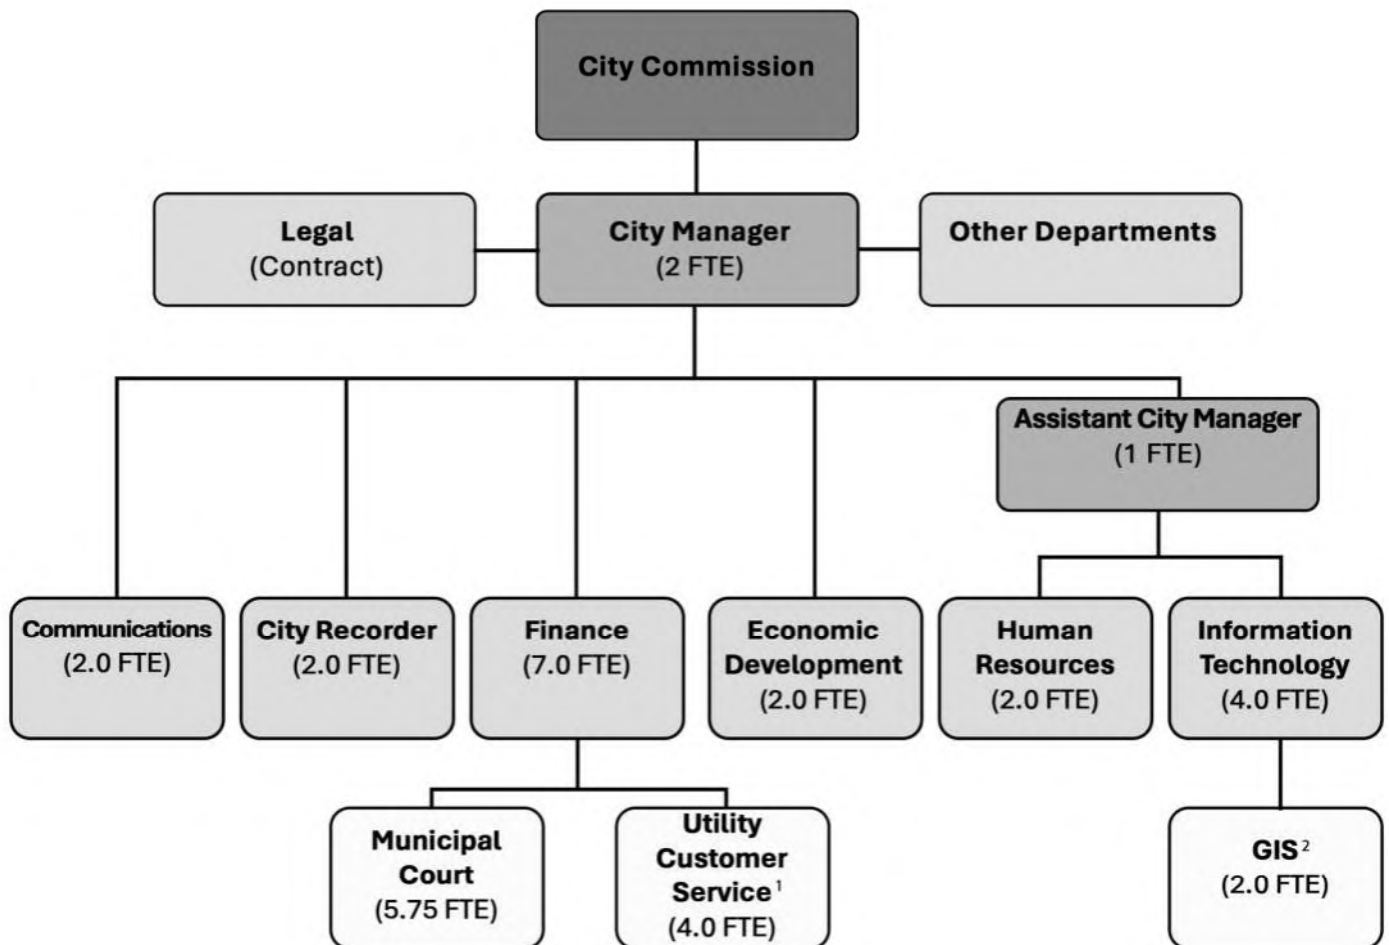 City Commission
Legal
(Contract)
City Manager
(2 FTE)
Other Departments
Assistant City Manager
(1 FTE)
Communications
(2.0 FTE)
City Recorder
(2.0 FTE)
Finance
(7.0 FTE)
Economic
Development
(2.0 FTE)
Human
Resources
(2.0 FTE)
Information
Technology
(4.0 FTE)
Municipal
Court
(5.75 FTE)
Utility
Customer
Service¹
(4.0 FTE)
GIS²
(2.0 FTE)